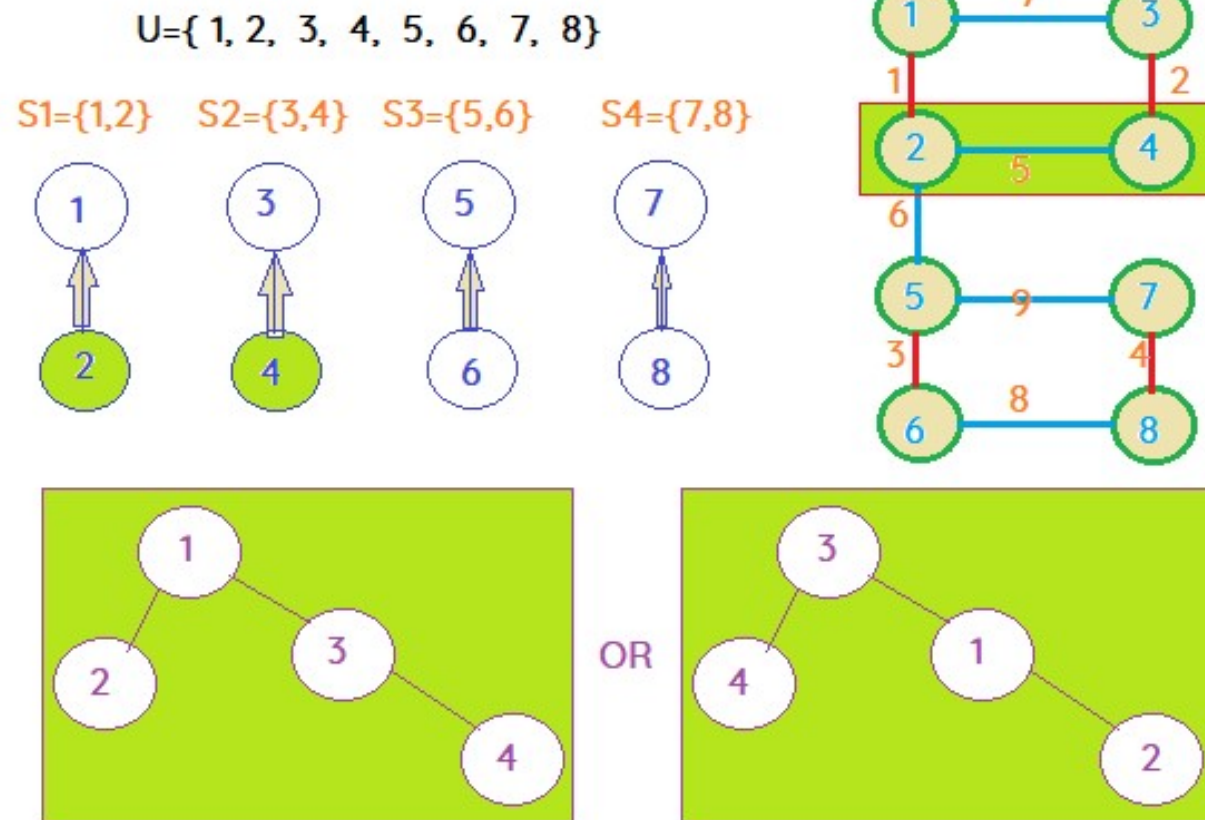 U={ 1, 2, 3, 4, 5, 6, 7, 8}
S1={1,2} S2={3,4} S3={5,6} S4={7,8}
1 3 5 7
2 4 6 8
1 3
1 2
2 5 4
6
5 9 7
3 4
6 8 8
1
2 3
4
OR
3
4 1
2